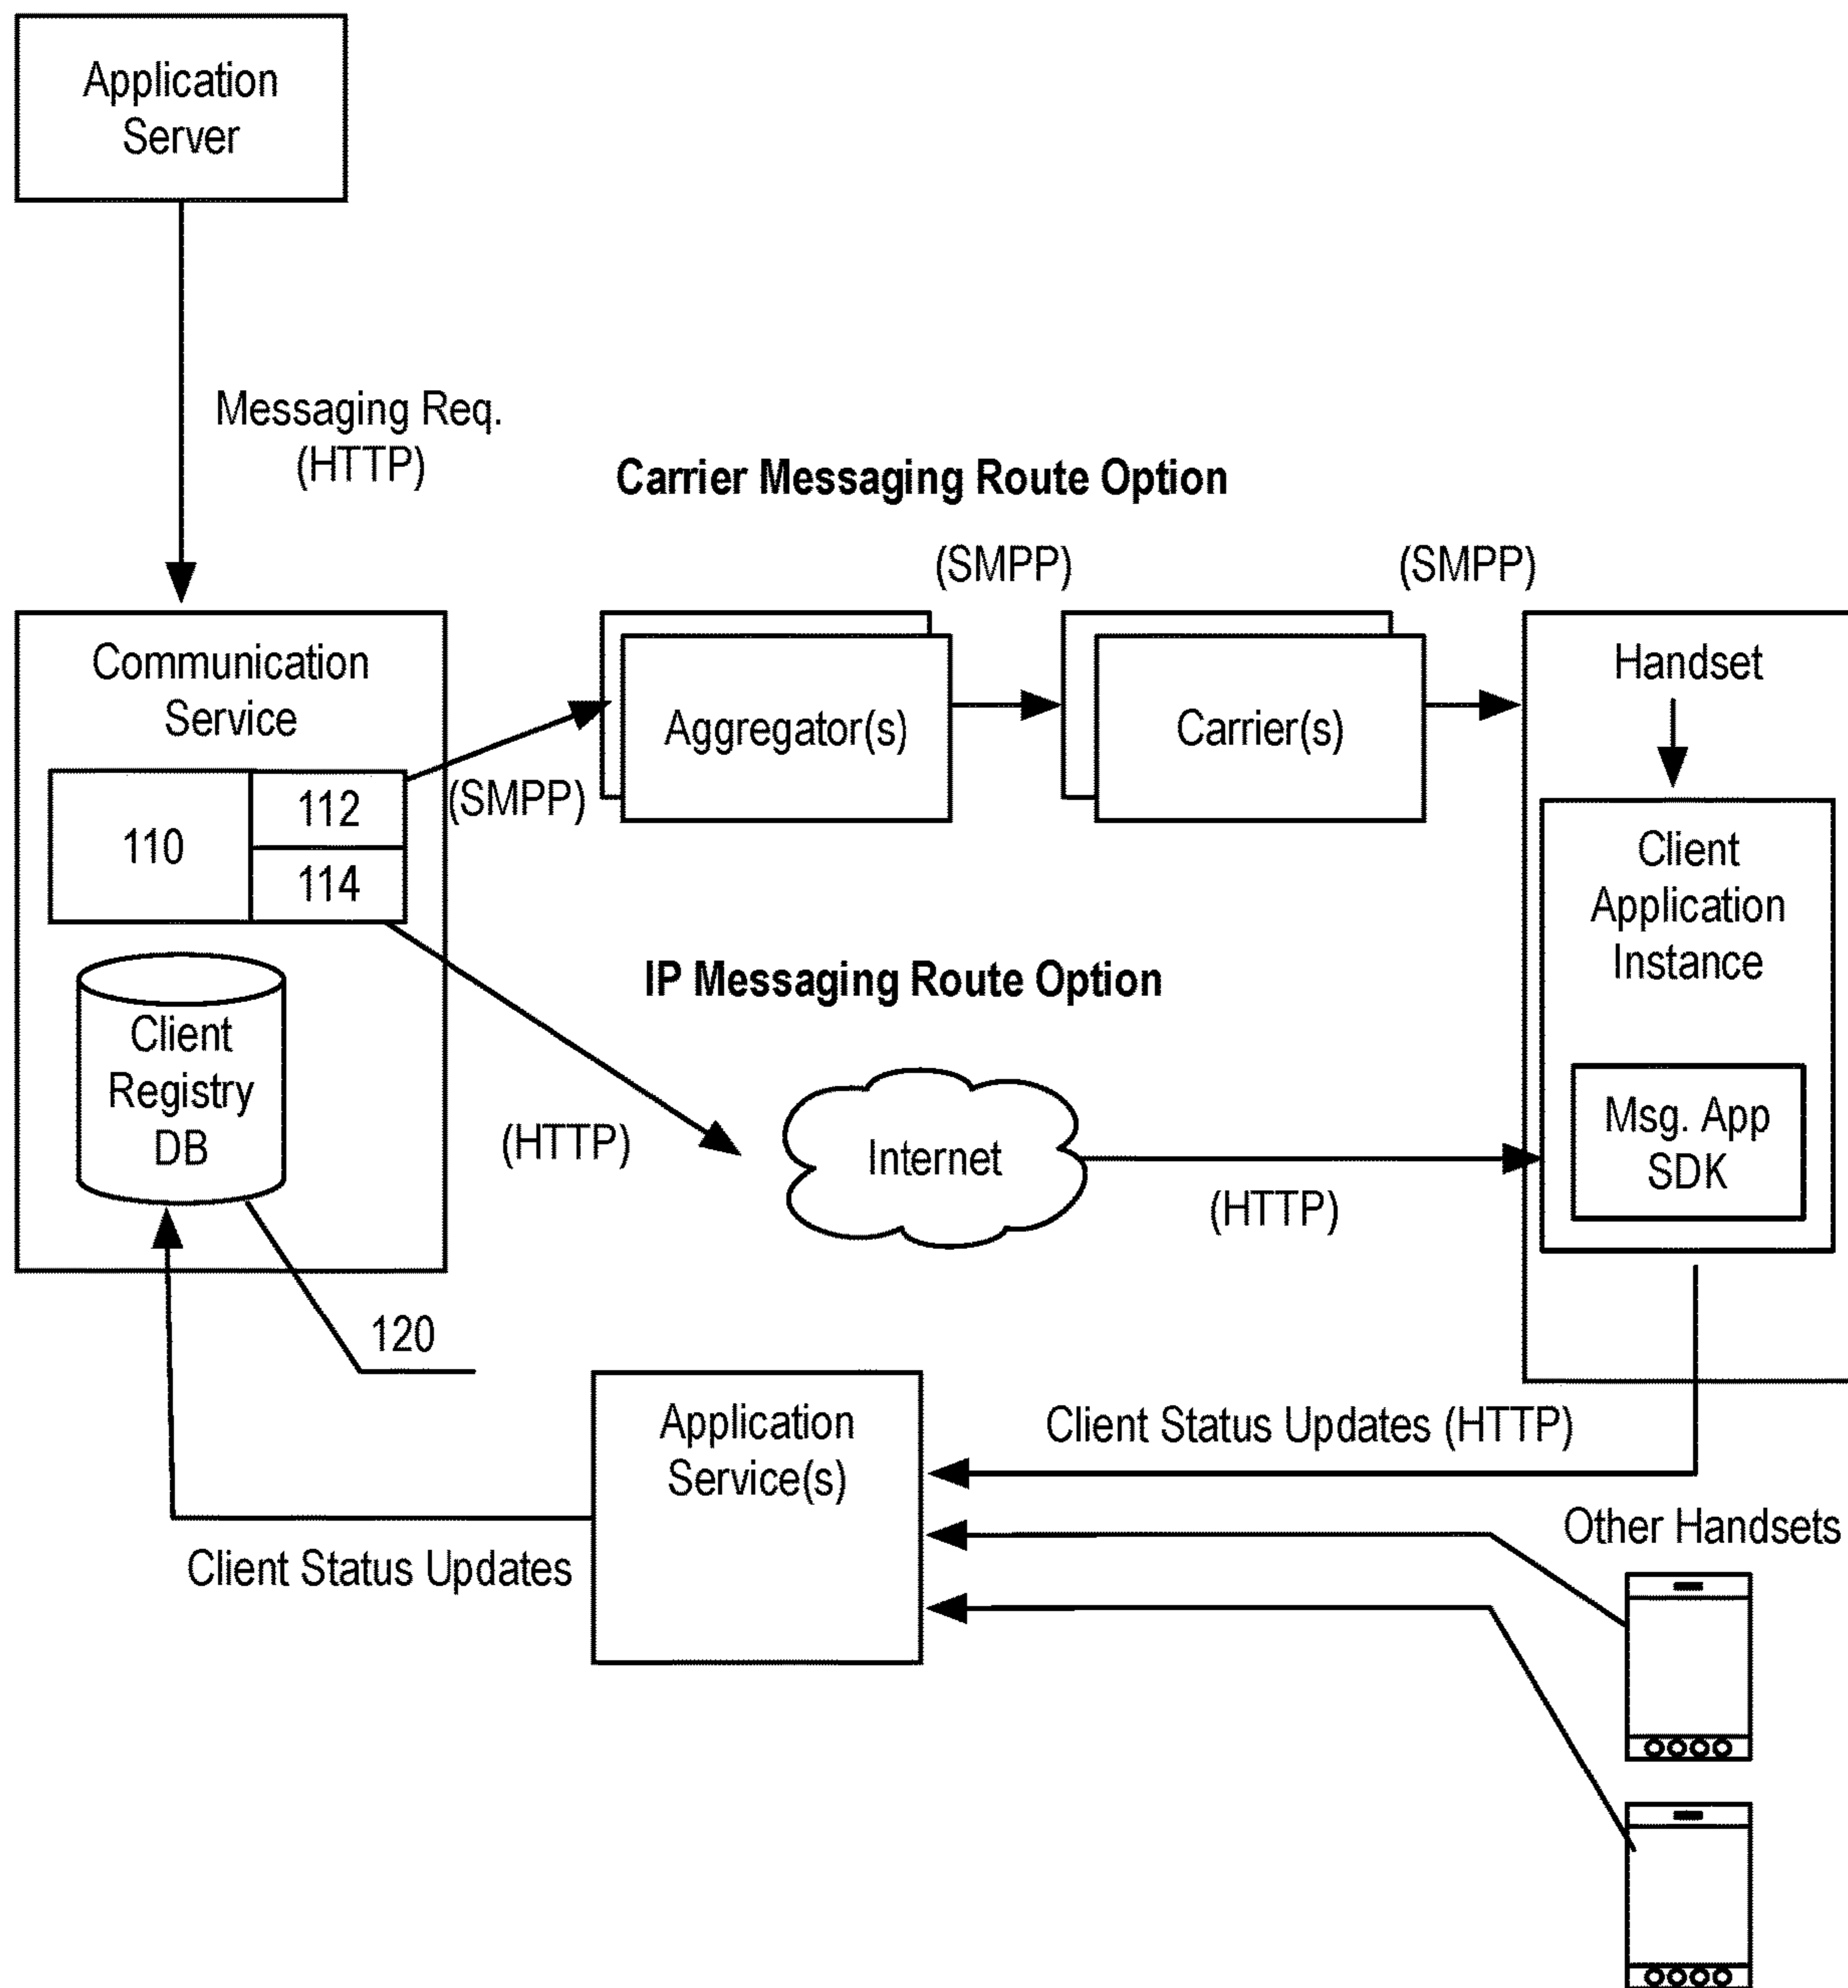 Application
Server
Messaging Req.
(HTTP)
Carrier Messaging Route Option
(SMPP)
(SMPP)
Communication
Service
110
112
114
(SMPP)
Aggregator(s)
Carrier(s)
Handset
Client
Application
Instance
Msg. App
SDK
IP Messaging Route Option
Client
Registry
DB
(HTTP)
Internet
(HTTP)
120
Application
Service(s)
Client Status Updates (HTTP)
Client Status Updates
Other Handsets